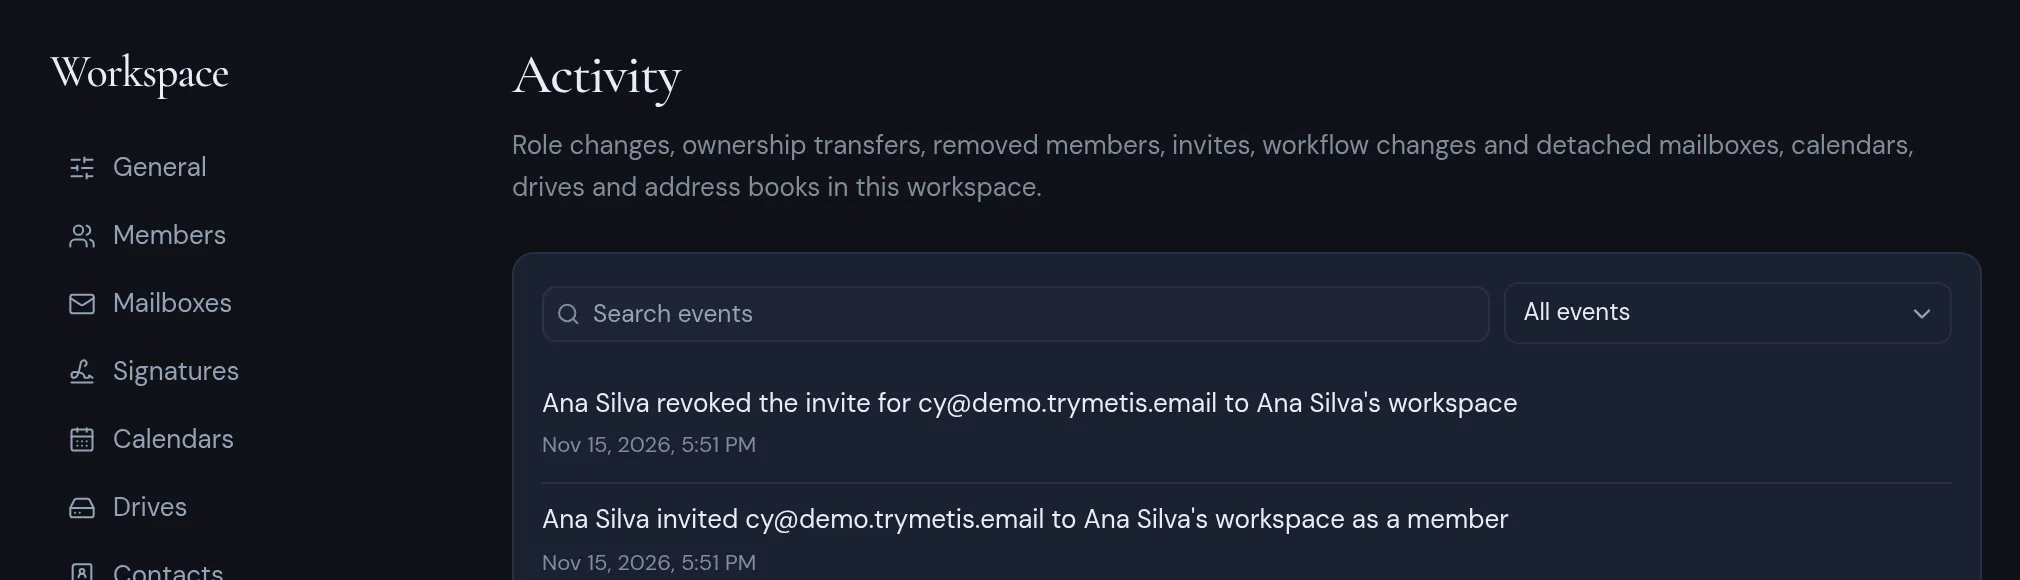 Workspace
General
Members
Mailboxes
Signatures
Calendars
Drives
Contacts
Activity
Role changes, ownership transfers, removed members, invites, workflow changes and detached mailboxes, calendars,
drives and address books in this workspace.
Search events
All events
Ana Silva revoked the invite for cy@demo.trymetis.email to Ana Silva's workspace
Nov 15, 2026, 5:51 PM
Ana Silva invited cy@demo.trymetis.email to Ana Silva's workspace as a member
Nov 15, 2026, 5:51 PM